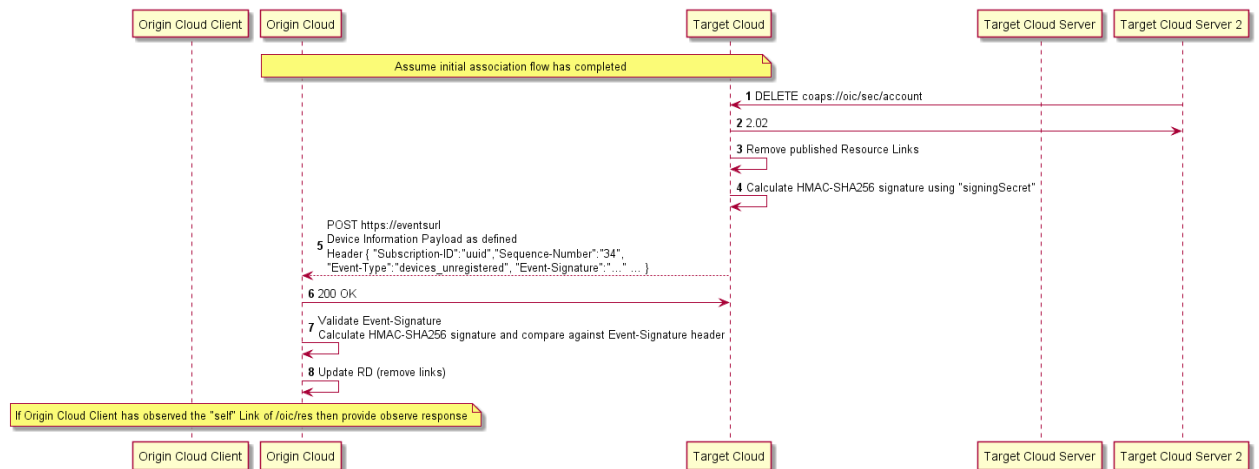 Origin Cloud Client Origin Cloud Target Cloud Target Cloud Server Target Cloud Server 2
Assume initial association flow has completed
1 DELETE coaps://oic/sec/account
2 2.02
3 Remove published Resource Links
4 Calculate HMAC-SHA256 signature using "signingSecret"
POST https://eventsurl
Device Information Payload as defined
5 Header { "Subscription-ID":"uuid","Sequence-Number":"34",
"Event-Type":"devices_unregistered", "Event-Signature":"..." ... }
6 200 OK
7 Validate Event-Signature
Calculate HMAC-SHA256 signature and compare against Event-Signature header
8 Update RD (remove links)
If Origin Cloud Client has observed the "self" Link of /oic/res then provide observe response
Origin Cloud Client Origin Cloud Target Cloud Target Cloud Server Target Cloud Server 2